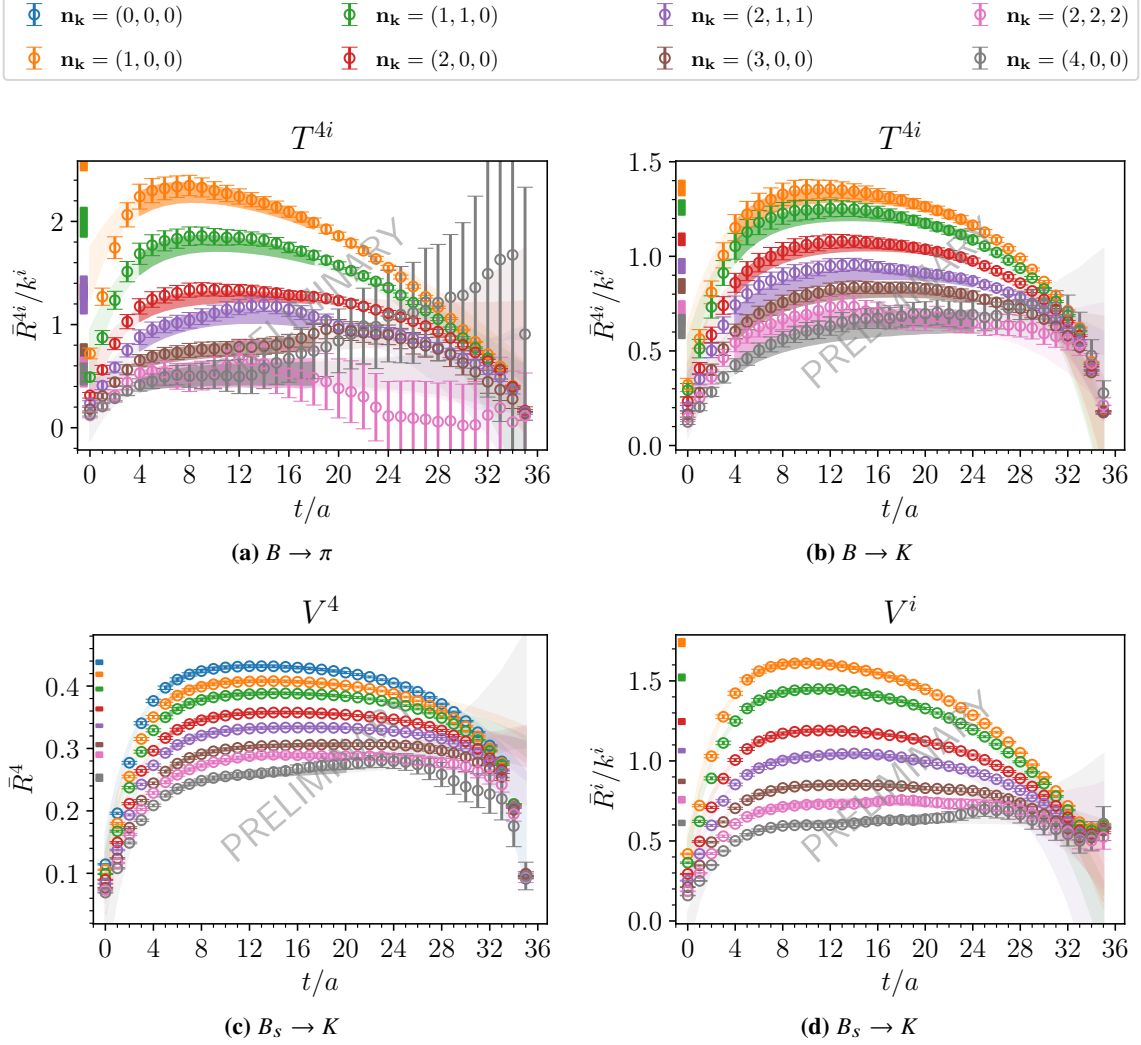 n_k = (0, 0, 0) n_k = (1, 1, 0) n_k = (2, 1, 1) n_k = (2, 2, 2)
n_k = (1, 0, 0) n_k = (2, 0, 0) n_k = (3, 0, 0) n_k = (4, 0, 0)
T^{4i}
R̄^{4i}/k^i
2
1
0
PRELIMINARY
0 4 8 12 16 20 24 28 32 36
t/a
(a) B → π
T^{4i}
R̄^{4i}/k^i
1.5
1.0
0.5
0.0
PRELIMINARY
0 4 8 12 16 20 24 28 32 36
t/a
(b) B → K
V^4
R̄^4
0.4
0.3
0.2
0.1
PRELIMINARY
0 4 8 12 16 20 24 28 32 36
t/a
(c) B_s → K
V^i
R̄^i/k^i
1.5
1.0
0.5
0.0
PRELIMINARY
0 4 8 12 16 20 24 28 32 36
t/a
(d) B_s → K